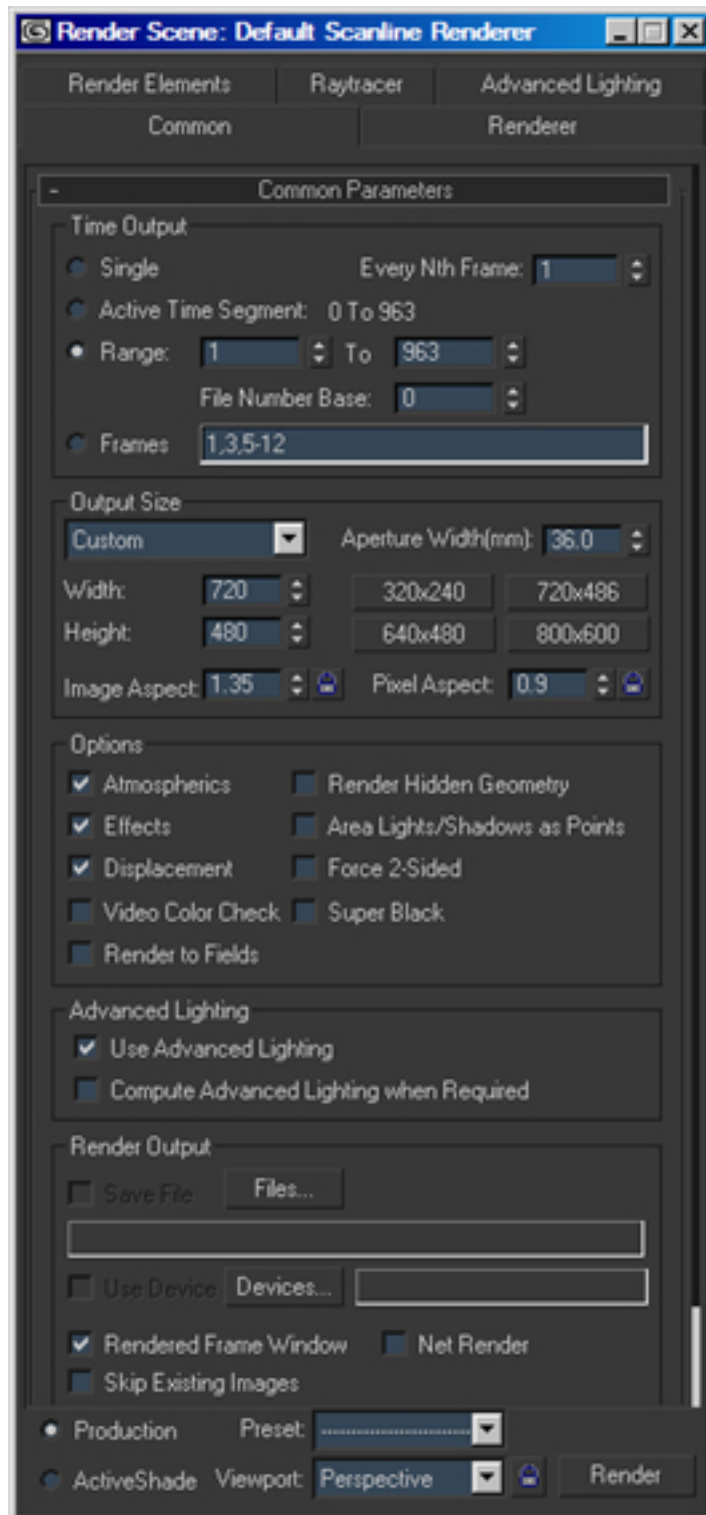 Render Scene: Default Scanline Renderer
Render Elements Raytracer Advanced Lighting
Common Renderer
- Common Parameters
Time Output
Single Every Nth Frame: 1
Active Time Segment: 0 To 963
Range: 1 To 963
File Number Base: 0
Frames 1,3,5-12
Output Size
Custom Aperture Width(mm): 36.0
Width: 720 320x240 720x486
Height: 480 640x480 800x600
Image Aspect: 1.35 Pixel Aspect: 0.9
Options
Atmospherics Render Hidden Geometry
Effects Area Lights/Shadows as Points
Displacement Force 2-Sided
Video Color Check Super Black
Render to Fields
Advanced Lighting
Use Advanced Lighting
Compute Advanced Lighting when Required
Render Output
Save File Files...
Use Device Devices...
Rendered Frame Window Net Render
Skip Existing Images
Production Preset: --------------------
ActiveShade Viewport: Perspective Render